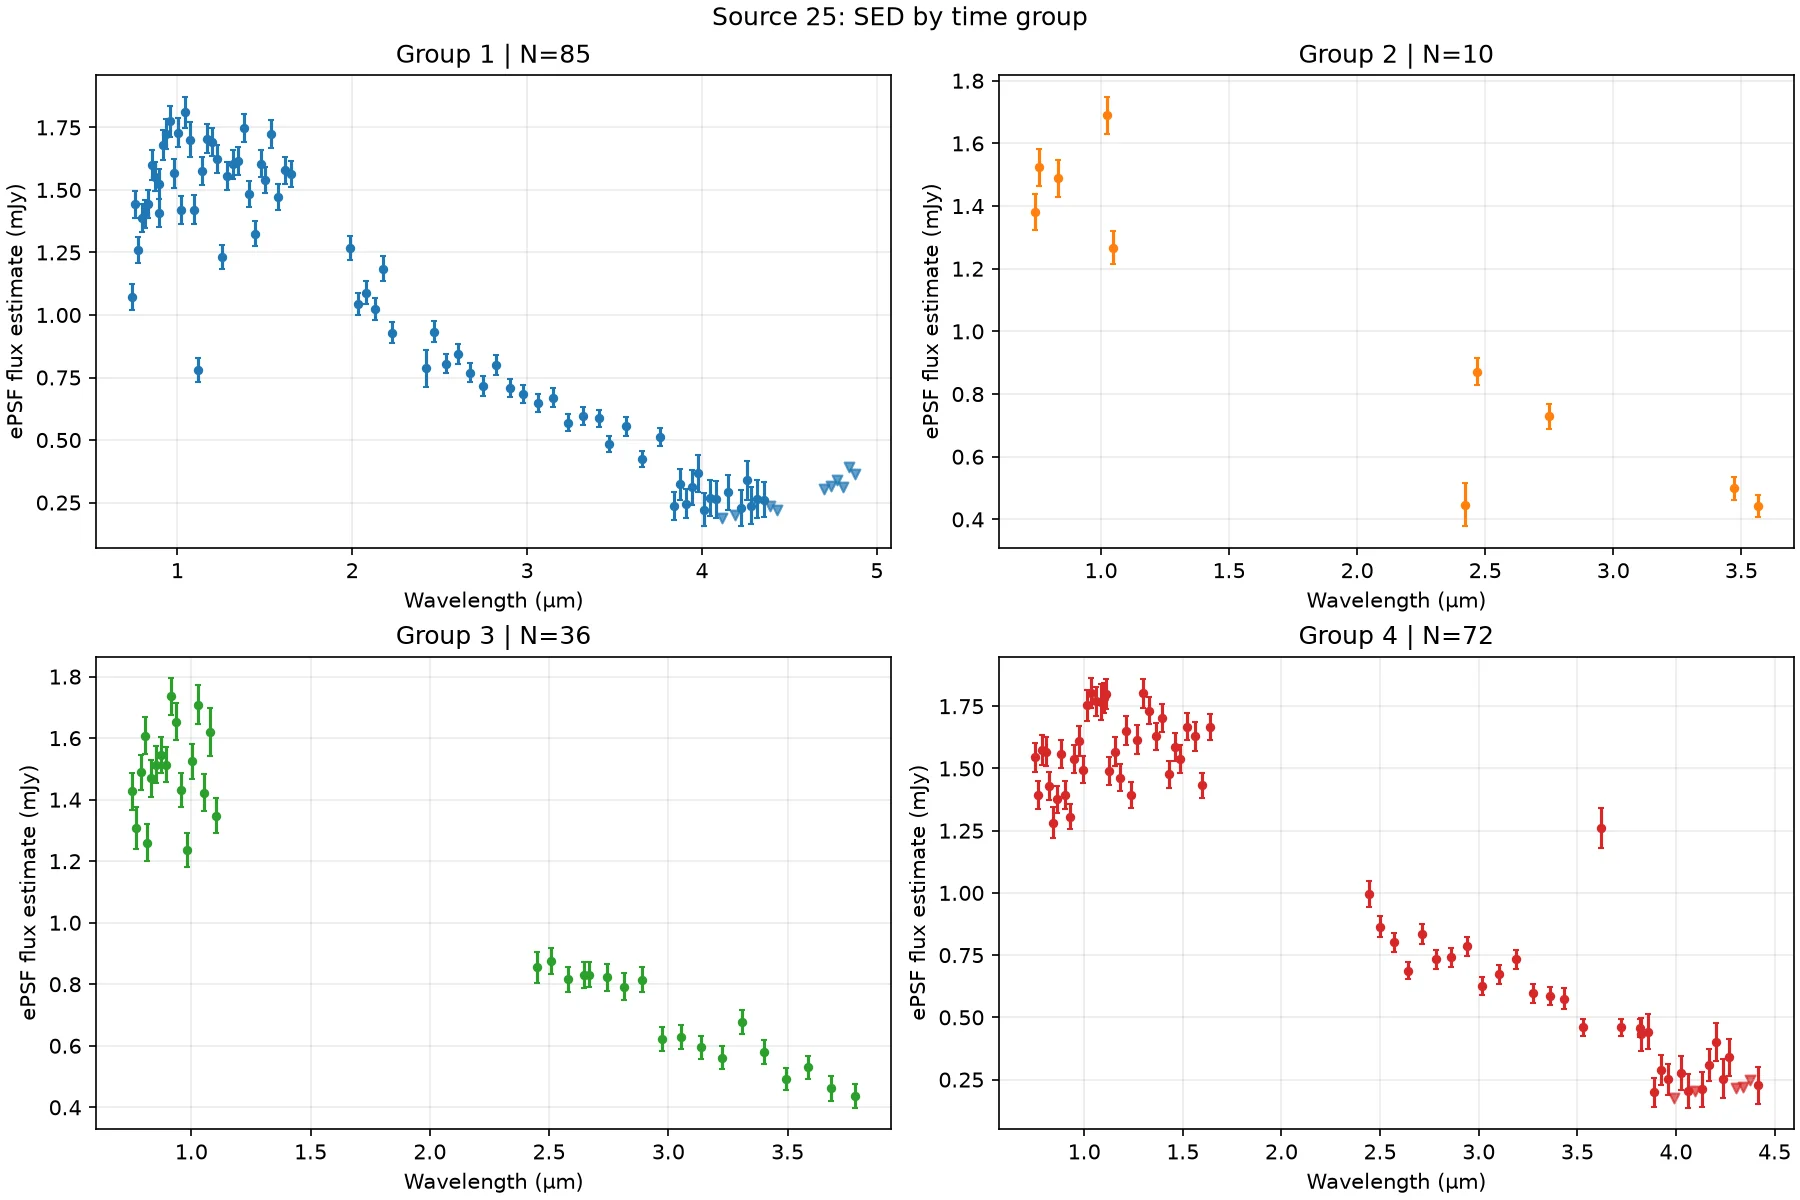 Source 25: SED by time group
Group 1 | N=85
ePSF flux estimate (mJy)
1.75
1.50
1.25
1.00
0.75
0.50
0.25
1 2 3 4 5
Wavelength (μm)
Group 2 | N=10
ePSF flux estimate (mJy)
1.8
1.6
1.4
1.2
1.0
0.8
0.6
0.4
1.0 1.5 2.0 2.5 3.0 3.5
Wavelength (μm)
Group 3 | N=36
ePSF flux estimate (mJy)
1.8
1.6
1.4
1.2
1.0
0.8
0.6
0.4
1.0 1.5 2.0 2.5 3.0 3.5
Wavelength (μm)
Group 4 | N=72
ePSF flux estimate (mJy)
1.75
1.50
1.25
1.00
0.75
0.50
0.25
1.0 1.5 2.0 2.5 3.0 3.5 4.0 4.5
Wavelength (μm)